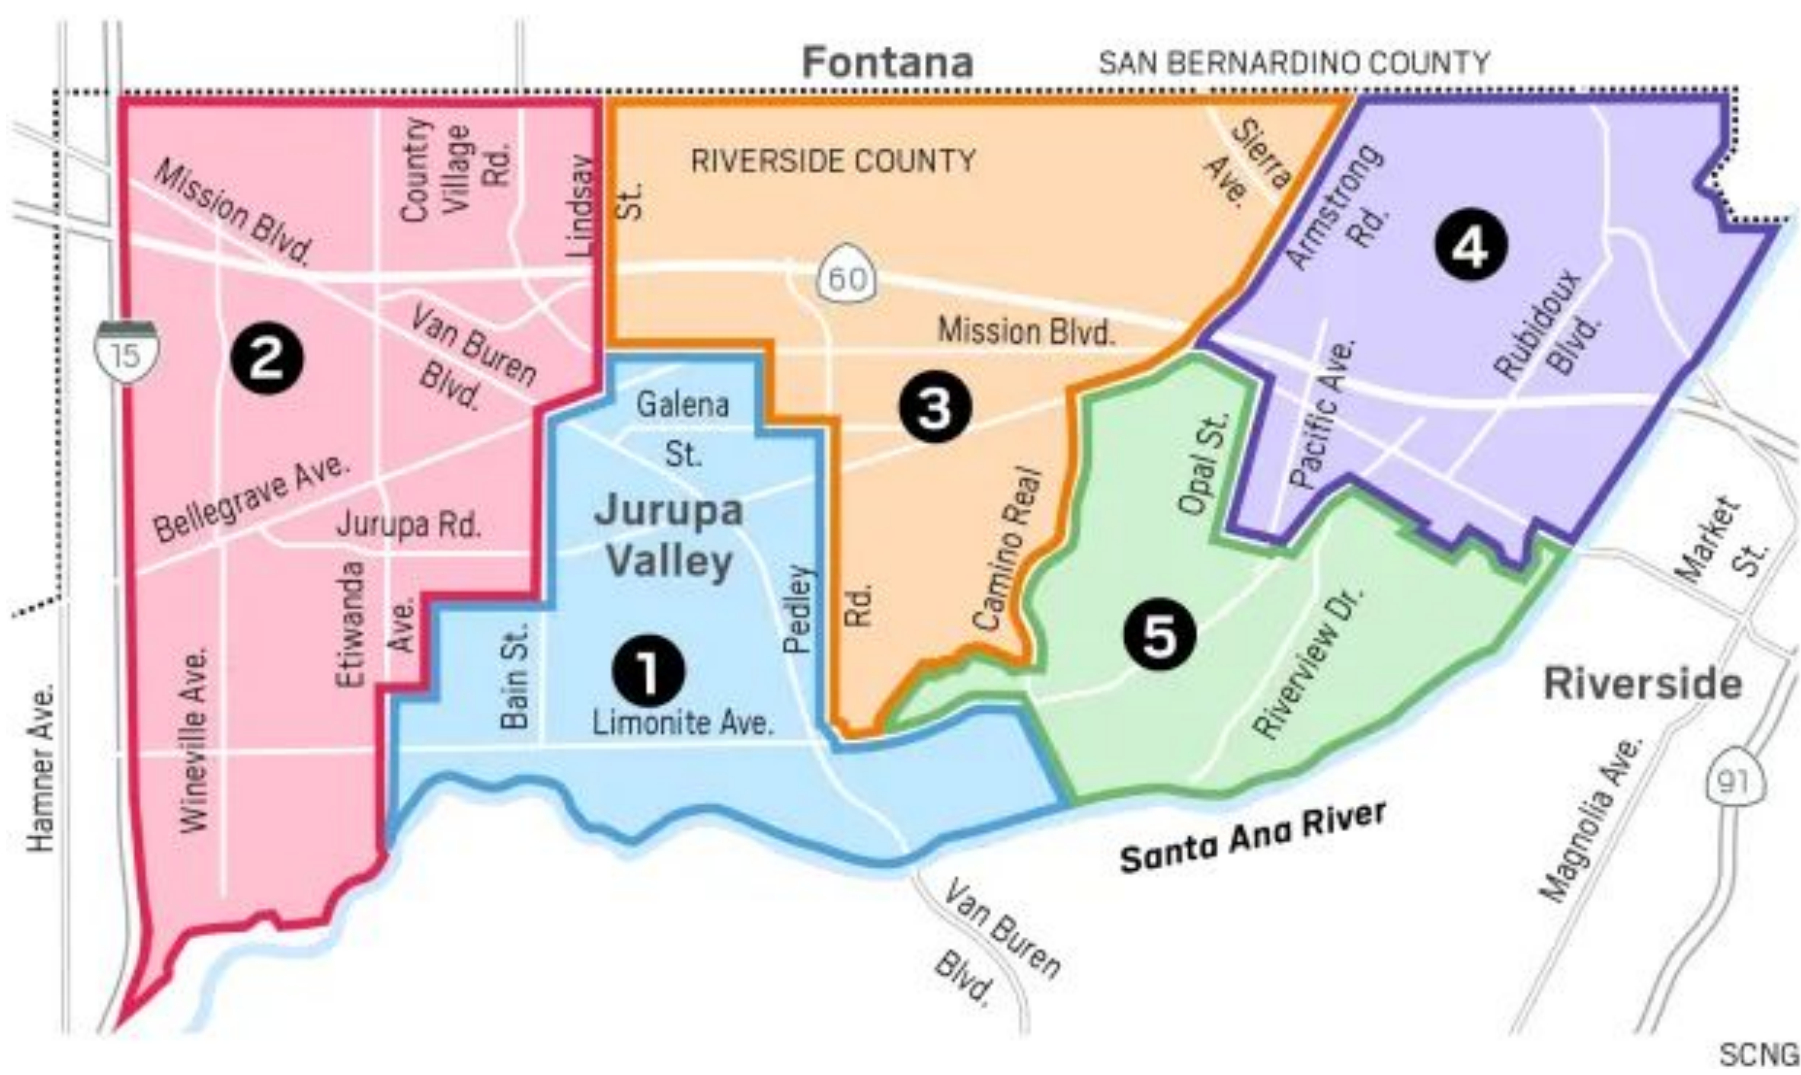 Fontana
SAN BERNARDINO COUNTY
RIVERSIDE COUNTY
Country
Village
Rd.
Lindsay
St.
Sierra
Ave.
Mission Blvd.
Armstrong
Rd.
4
60
15
2
Van Buren
Blvd.
Mission Blvd.
Rubidoux
Blvd.
Pacific Ave.
3
Galena
St.
Opal St.
Bellegrave Ave.
Jurupa Rd.
Jurupa
Valley
Camino Real
Market
St.
Etiwanda
Ave.
Pedley
Rd.
5
Riverview Dr.
Bain St.
1
Limonite Ave.
Wineville Ave.
Hamner Ave.
Riverside
91
Magnolia Ave.
Santa Ana River
Van Buren
Blvd.
SCNG